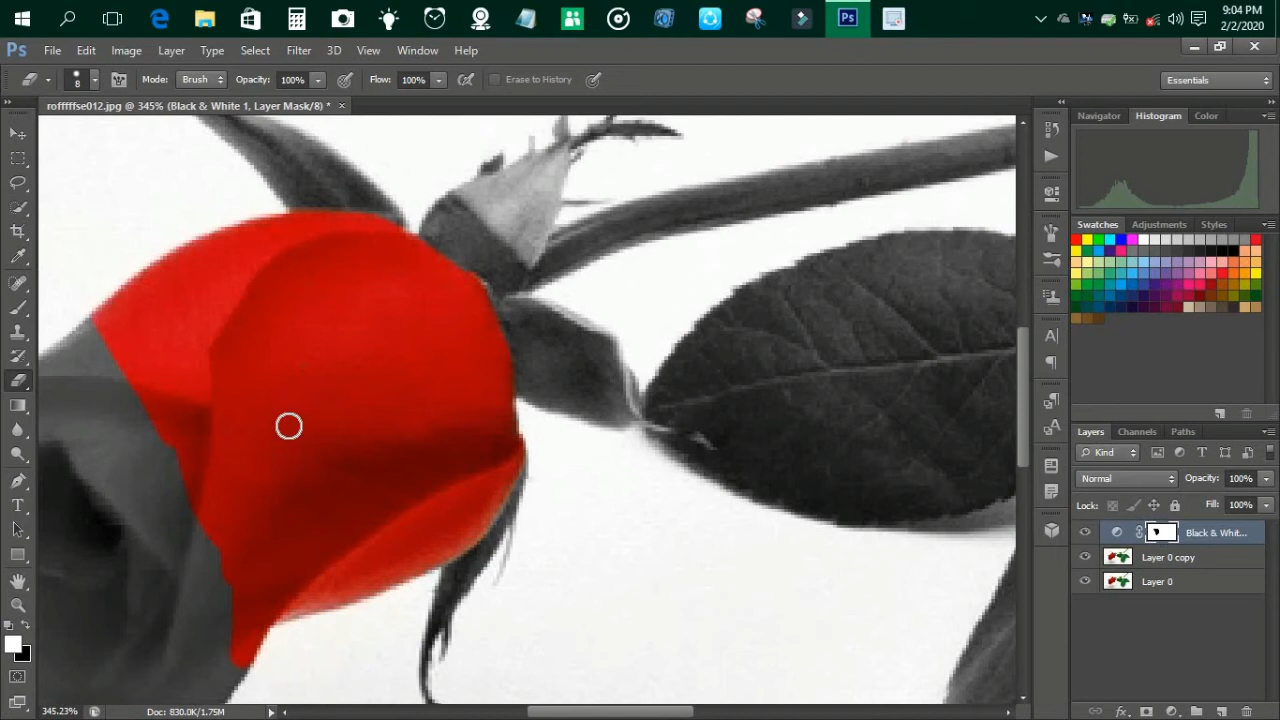 9:04 PM
2/2/2020
Ps File Edit Image Layer Type Select Filter 3D View Window Help
8 Mode: Brush Opacity: 100% Flow: 100% Erase to History Essentials
rofffffse012.jpg @ 345% (Black & White 1, Layer Mask/8) * ×
Navigator Histogram Color
Swatches Adjustments Styles
Layers Channels Paths
Kind
Normal Opacity: 100%
Lock: Fill: 100%
Black & Whit...
Layer 0 copy
Layer 0
345.23% Doc: 830.0K/1.75M